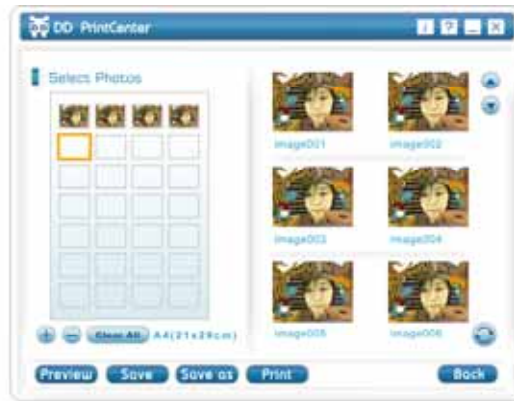 DD PrintCenter
Select Photos
image001 image002
image003 image004
image005 image006
Clear All A4(21x29cm)
Preview Save Save as Print Back